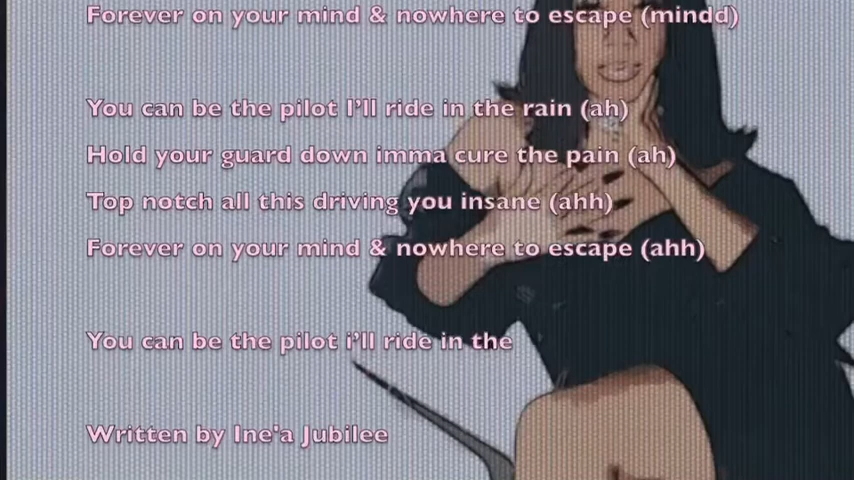 Forever on your mind & nowhere to escape (mindd)
You can be the pilot I'll ride in the rain (ah)
Hold your guard down imma cure the pain (ah)
Top notch all this driving you insane (ahh)
Forever on your mind & nowhere to escape (ahh)
You can be the pilot i'll ride in the
Written by Ine'a Jubilee